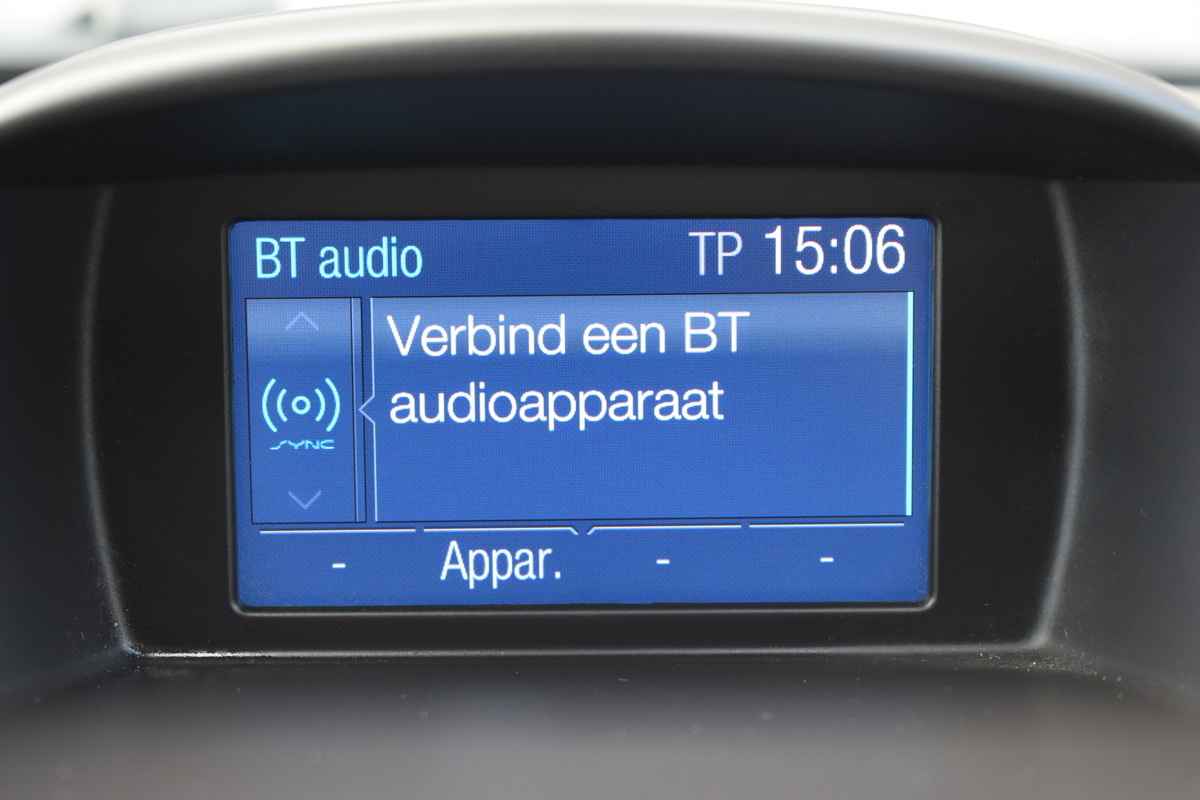 BT audio TP 15:06
Verbind een BT
audioapparaat
SYNC
- Appar. - -